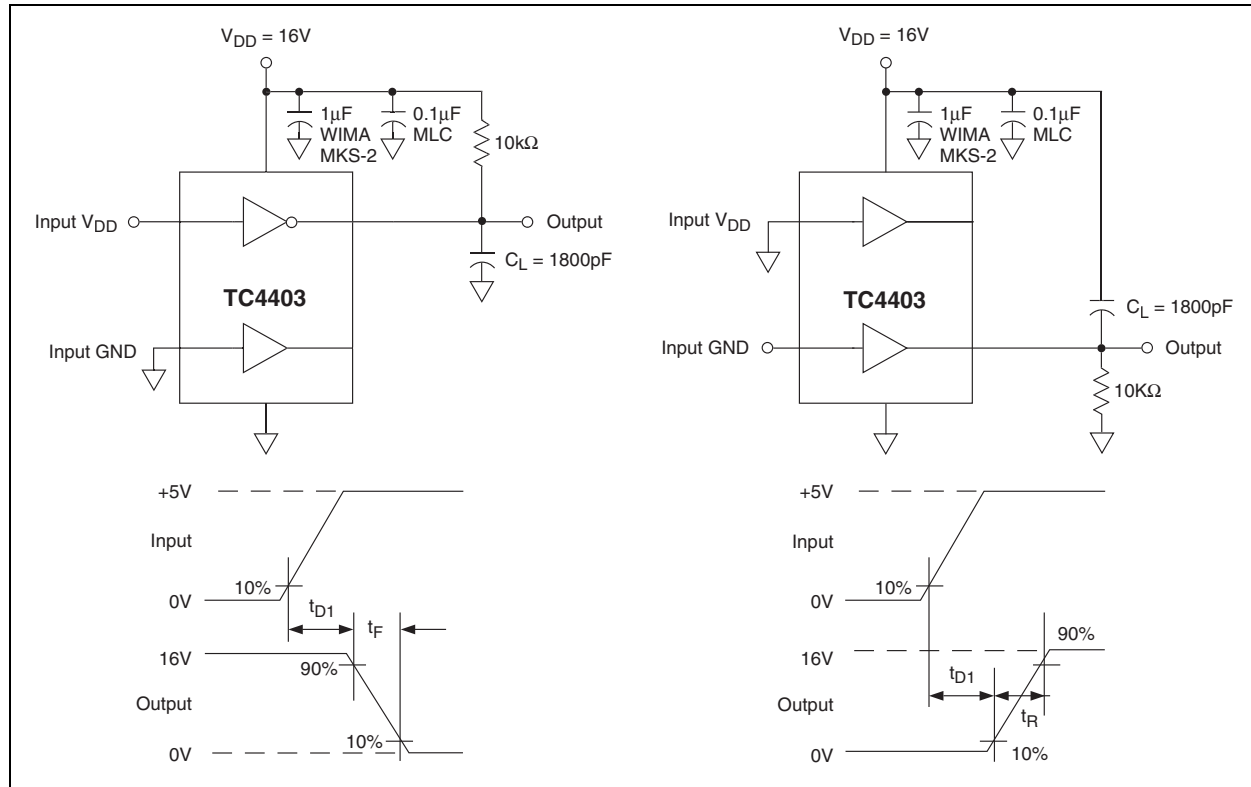 V_DD = 16V
1μF
WIMA
MKS-2
0.1μF
MLC
10kΩ
Input V_DD
Output
C_L = 1800pF
TC4403
Input GND
+5V
Input
10%
0V
t_D1
t_F
16V
90%
Output
10%
0V
V_DD = 16V
1μF
WIMA
MKS-2
0.1μF
MLC
Input V_DD
TC4403
C_L = 1800pF
Input GND
Output
10KΩ
+5V
Input
10%
0V
90%
16V
t_D1
Output
t_R
0V
10%